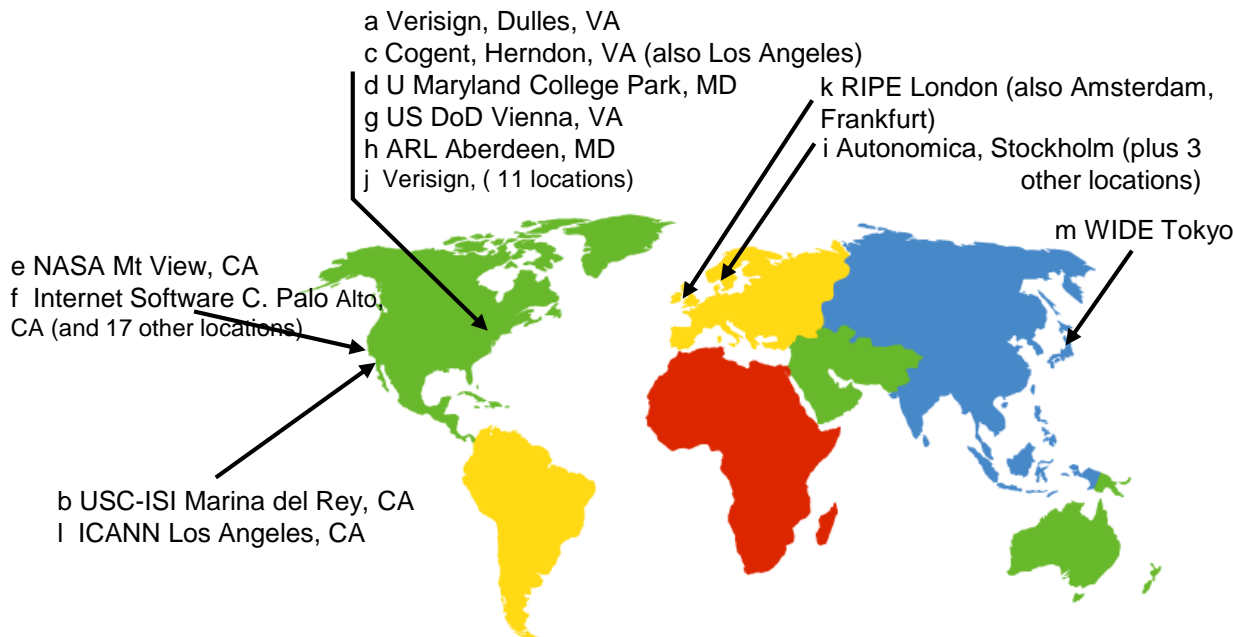 a Verisign, Dulles, VA
c Cogent, Herndon, VA (also Los Angeles)
d U Maryland College Park, MD
g US DoD Vienna, VA
h ARL Aberdeen, MD
j Verisign, ( 11 locations)
k RIPE London (also Amsterdam,
Frankfurt)
i Autonomica, Stockholm (plus 3
other locations)
m WIDE Tokyo
e NASA Mt View, CA
f Internet Software C. Palo Alto,
CA (and 17 other locations)
b USC-ISI Marina del Rey, CA
l ICANN Los Angeles, CA